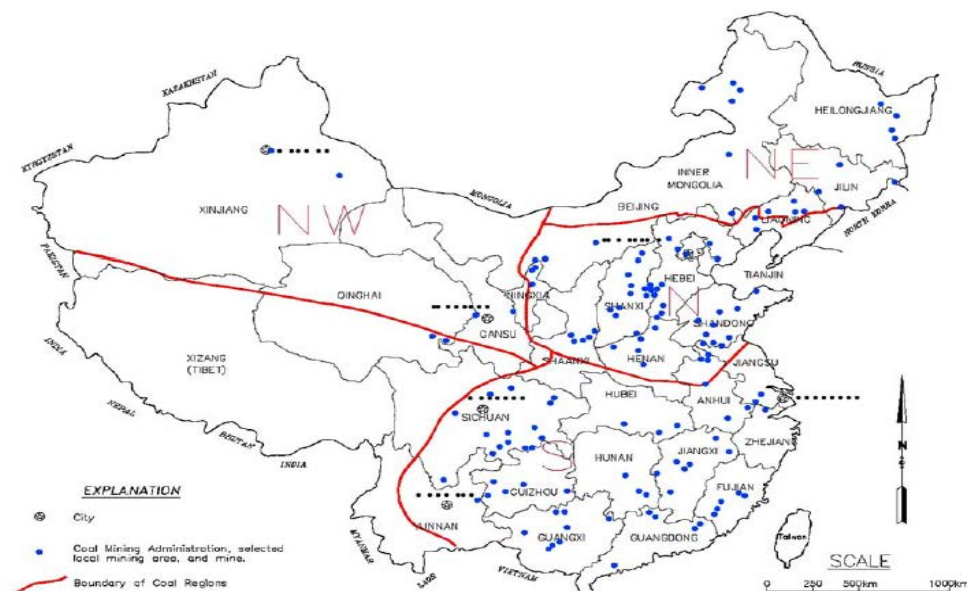 RUSSIA
KAZAKHSTAN
HEILONGJIANG
KYRGYZSTAN
NE
INNER
MONGOLIA
JILIN
MONGOLIA
BEIJING
XINJIANG
NW
LIAONING
NORTH KOREA
PAKISTAN
HEBEI
TIANJIN
QINGHAI
NINGXIA
SHANXI
N
SHANDONG
GANSU
INDIA
XIZANG
(TIBET)
SHAANXI
HENAN
JIANGSU
HUBEI
ANHUI
NEPAL
SICHUAN
BHUTAN
INDIA
S
HUNAN
JIANGXI
ZHEJIANG
GUIZHOU
FUJIAN
N
EXPLANATION
City
YUNNAN
GUANGXI
GUANGDONG
Taiwan
MYANMAR
Coal Mining Administration, selected
local mining area, and mine.
LAOS
VIETNAM
SCALE
Boundary of Coal Regions
0 250 500km 1000km